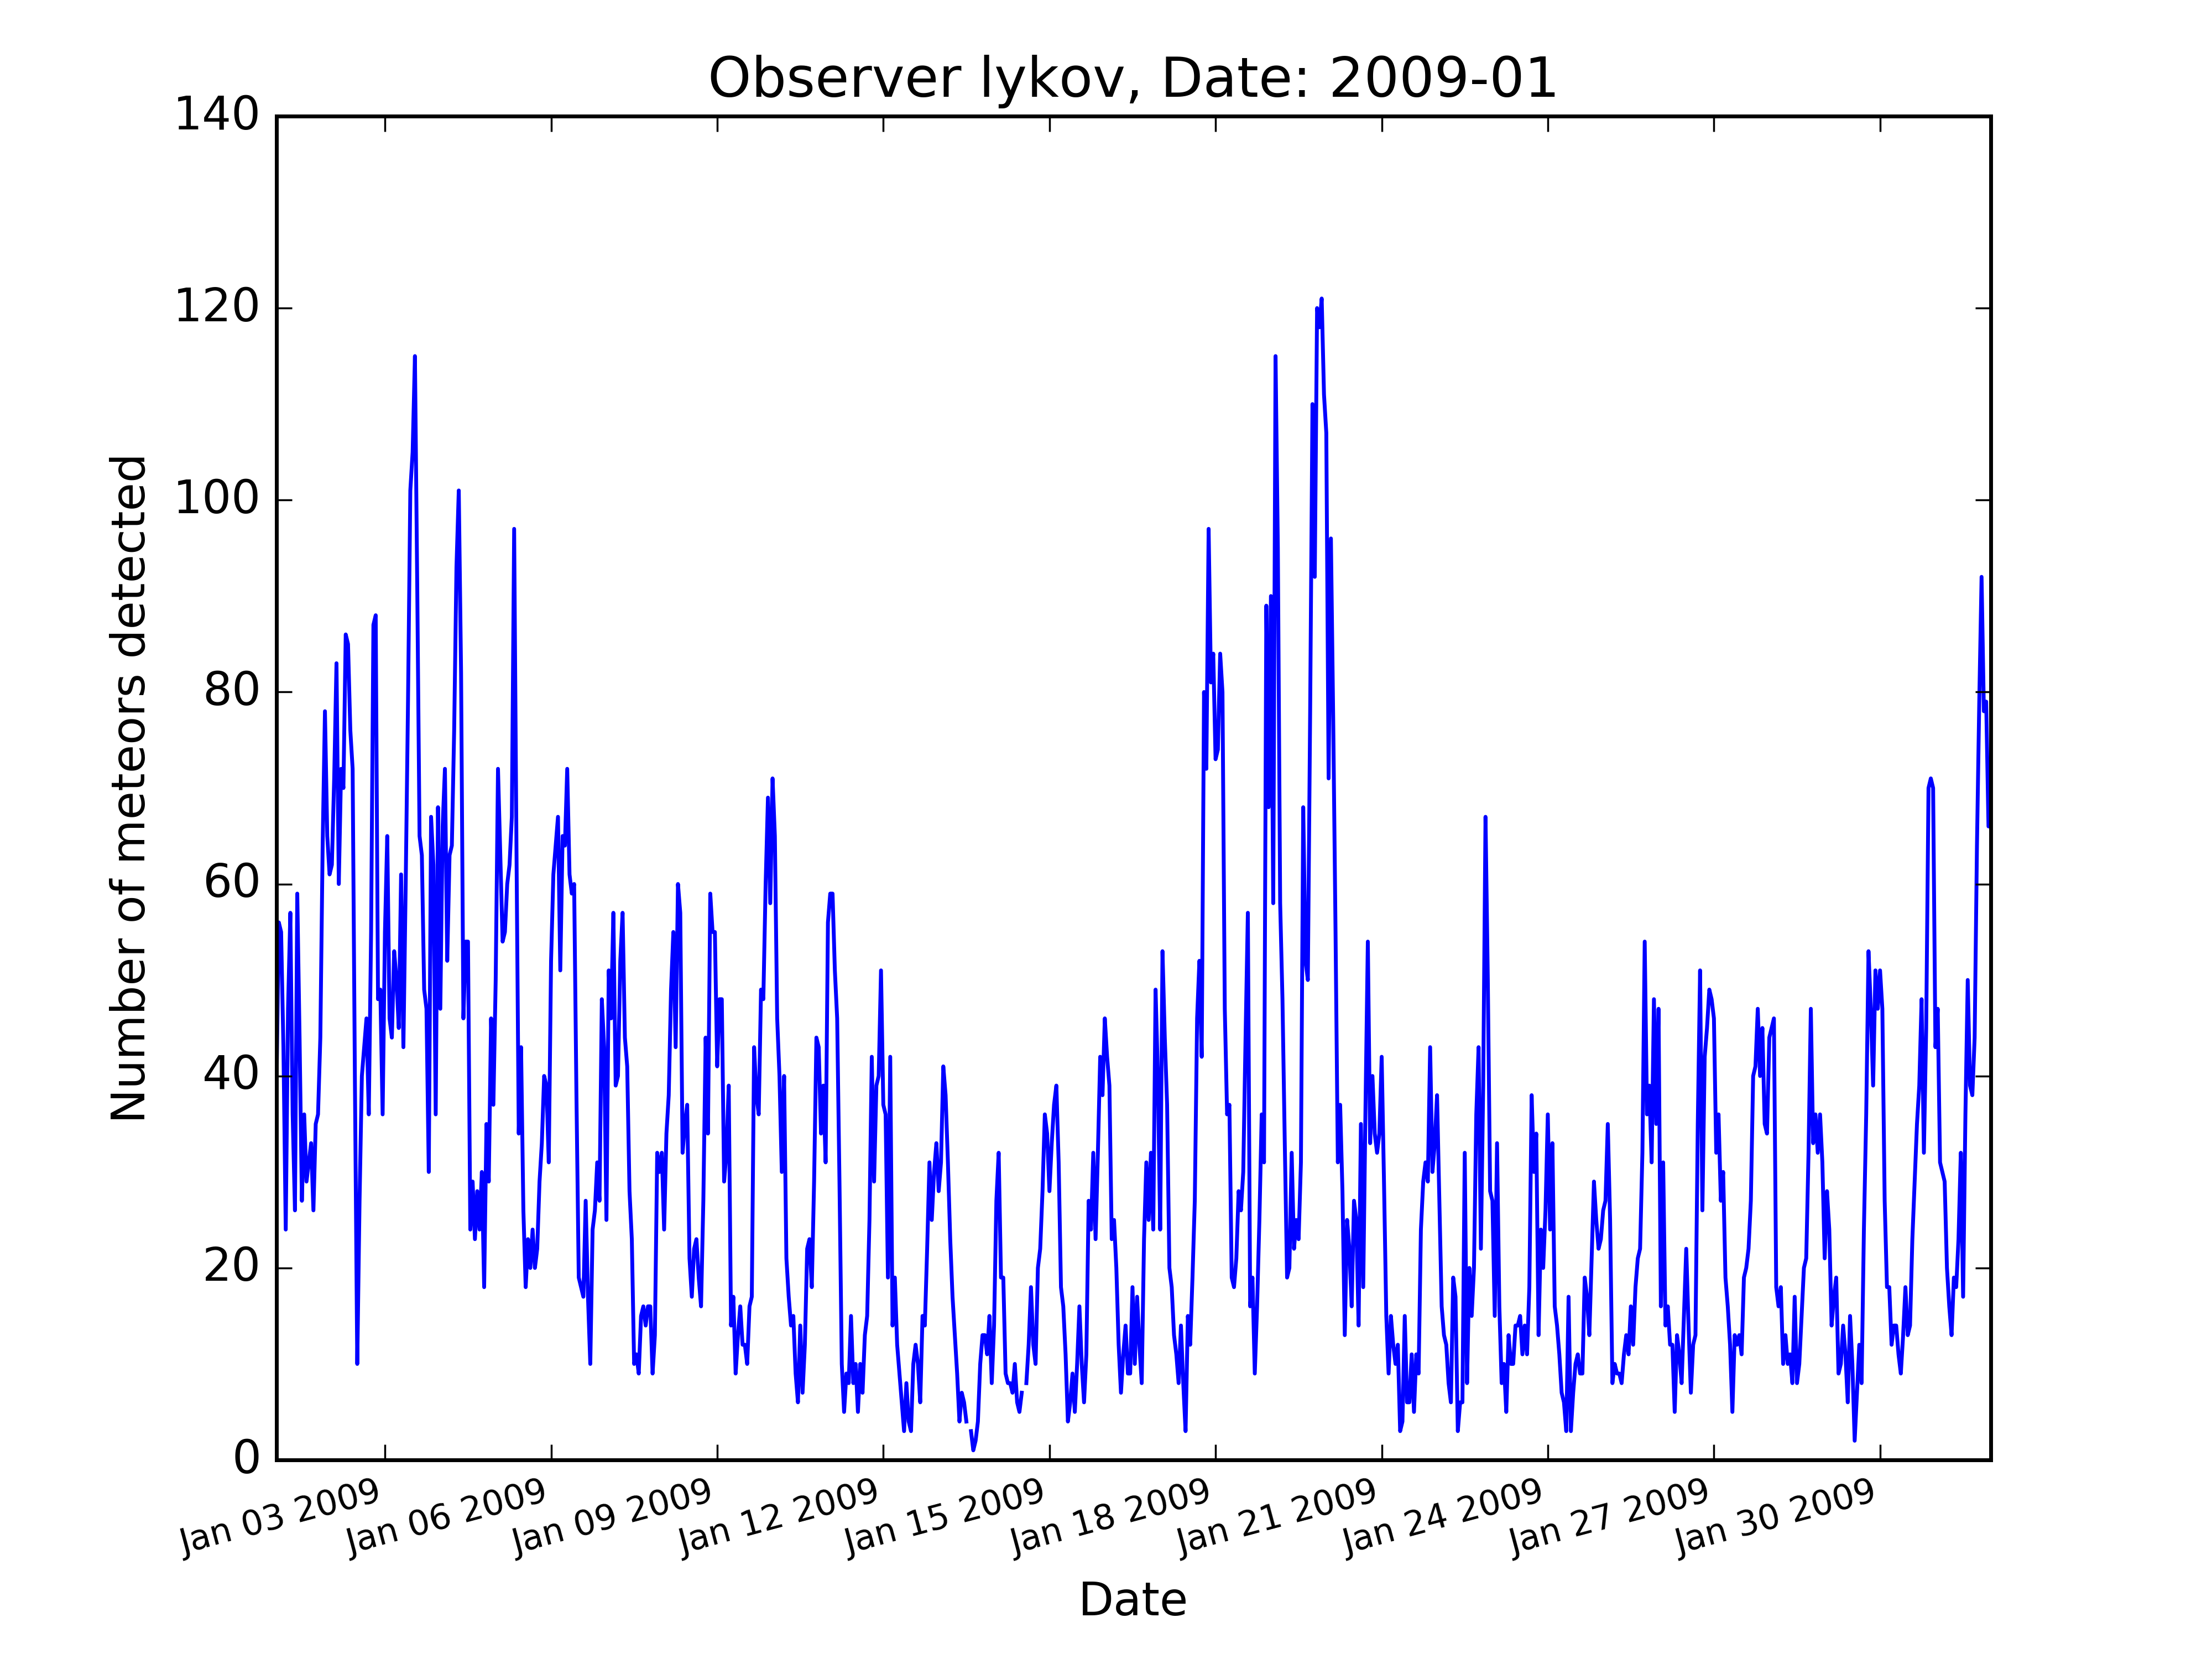 Observer lykov, Date: 2009-01
Number of meteors detected
140
120
100
80
60
40
20
0
Jan 03 2009
Jan 06 2009
Jan 09 2009
Jan 12 2009
Jan 15 2009
Jan 18 2009
Jan 21 2009
Jan 24 2009
Jan 27 2009
Jan 30 2009
Date